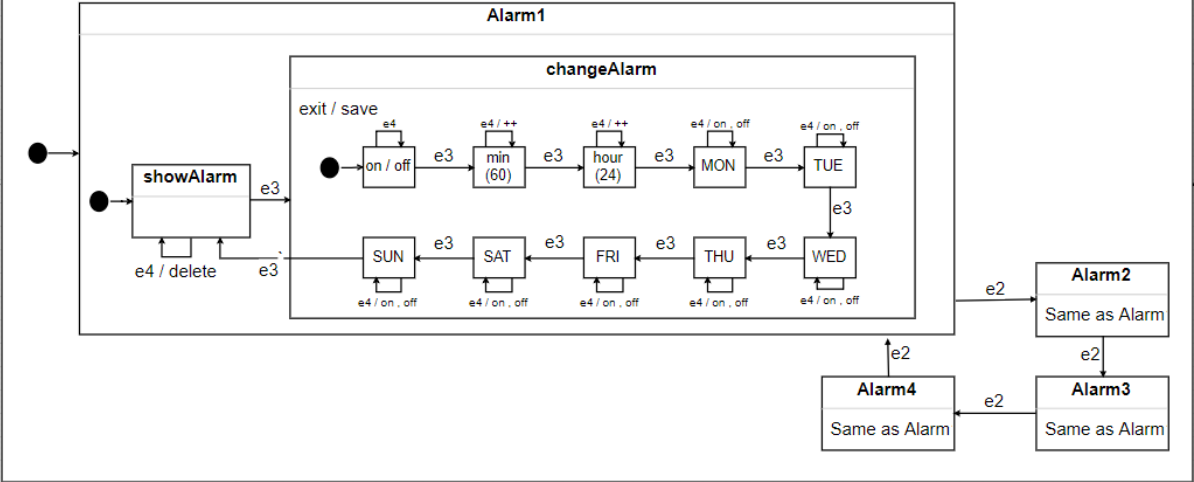 Alarm1
changeAlarm
exit / save
e4
e4 / ++
e4 / ++
e4 / on , off
e4 / on , off
on / off
e3
min
(60)
e3
hour
(24)
e3
MON
e3
TUE
showAlarm
e3
e3
SUN
e3
SAT
e3
FRI
e3
THU
e3
WED
e4 / delete
e3
e4 / on , off
e4 / on , off
e4 / on , off
e4 / on , off
e4 / on , off
e2
Alarm2
Same as Alarm
e2
e2
Alarm4
Same as Alarm
e2
Alarm3
Same as Alarm